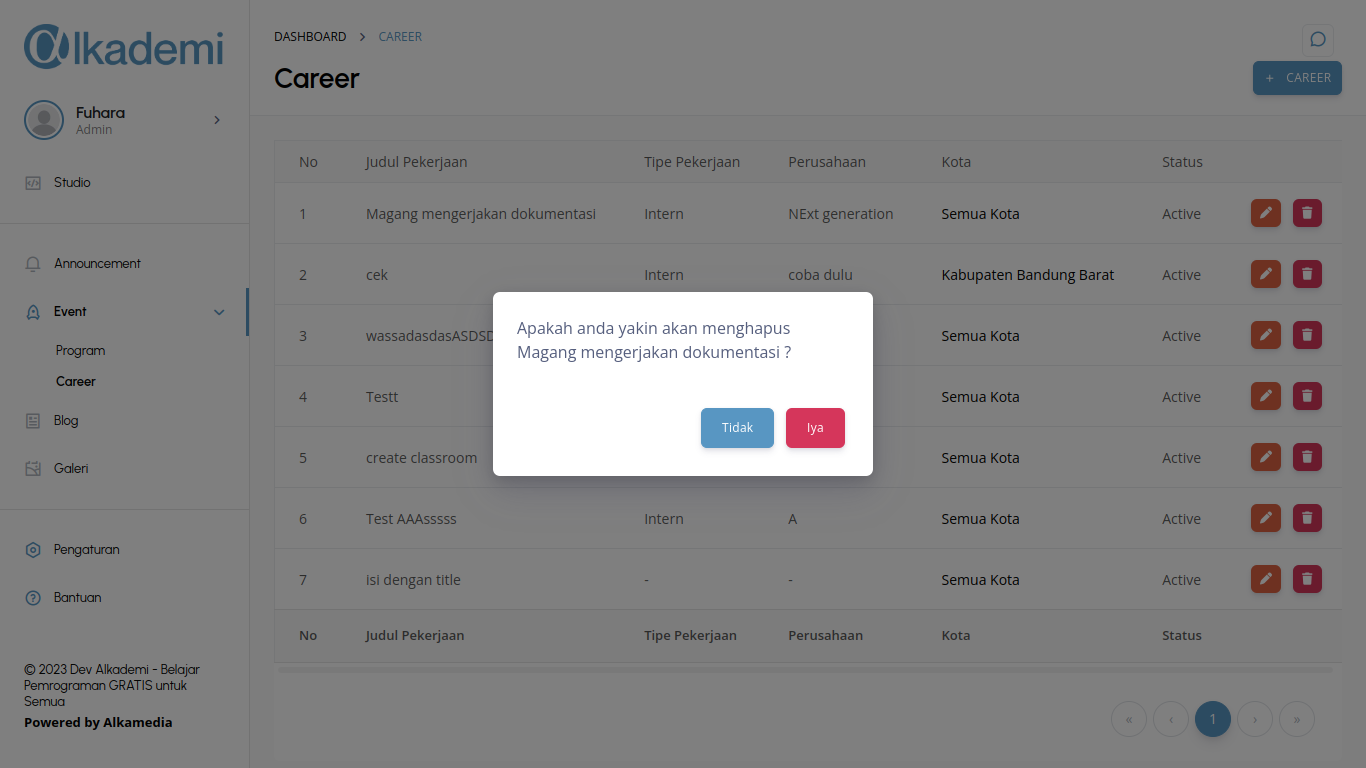 Alkademi
Fuhara
Admin
Studio
Announcement
Event
Program
Career
Blog
Galeri
Pengaturan
Bantuan
© 2023 Dev Alkademi - Belajar
Pemrograman GRATIS untuk
Semua
Powered by Alkamedia
DASHBOARD > CAREER
Career
+ CAREER
No Judul Pekerjaan Tipe Pekerjaan Perusahaan Kota Status
1 Magang mengerjakan dokumentasi Intern NExt generation Semua Kota Active
2 cek Intern coba dulu Kabupaten Bandung Barat Active
3 Semua Kota Active
4 Testt Semua Kota Active
5 create classroom Semua Kota Active
6 Test AAAsssss Intern A Semua Kota Active
7 isi dengan title - - Semua Kota Active
No Judul Pekerjaan Tipe Pekerjaan Perusahaan Kota Status
« ‹ 1 › »
Apakah anda yakin akan menghapus
Magang mengerjakan dokumentasi ?
Tidak Iya